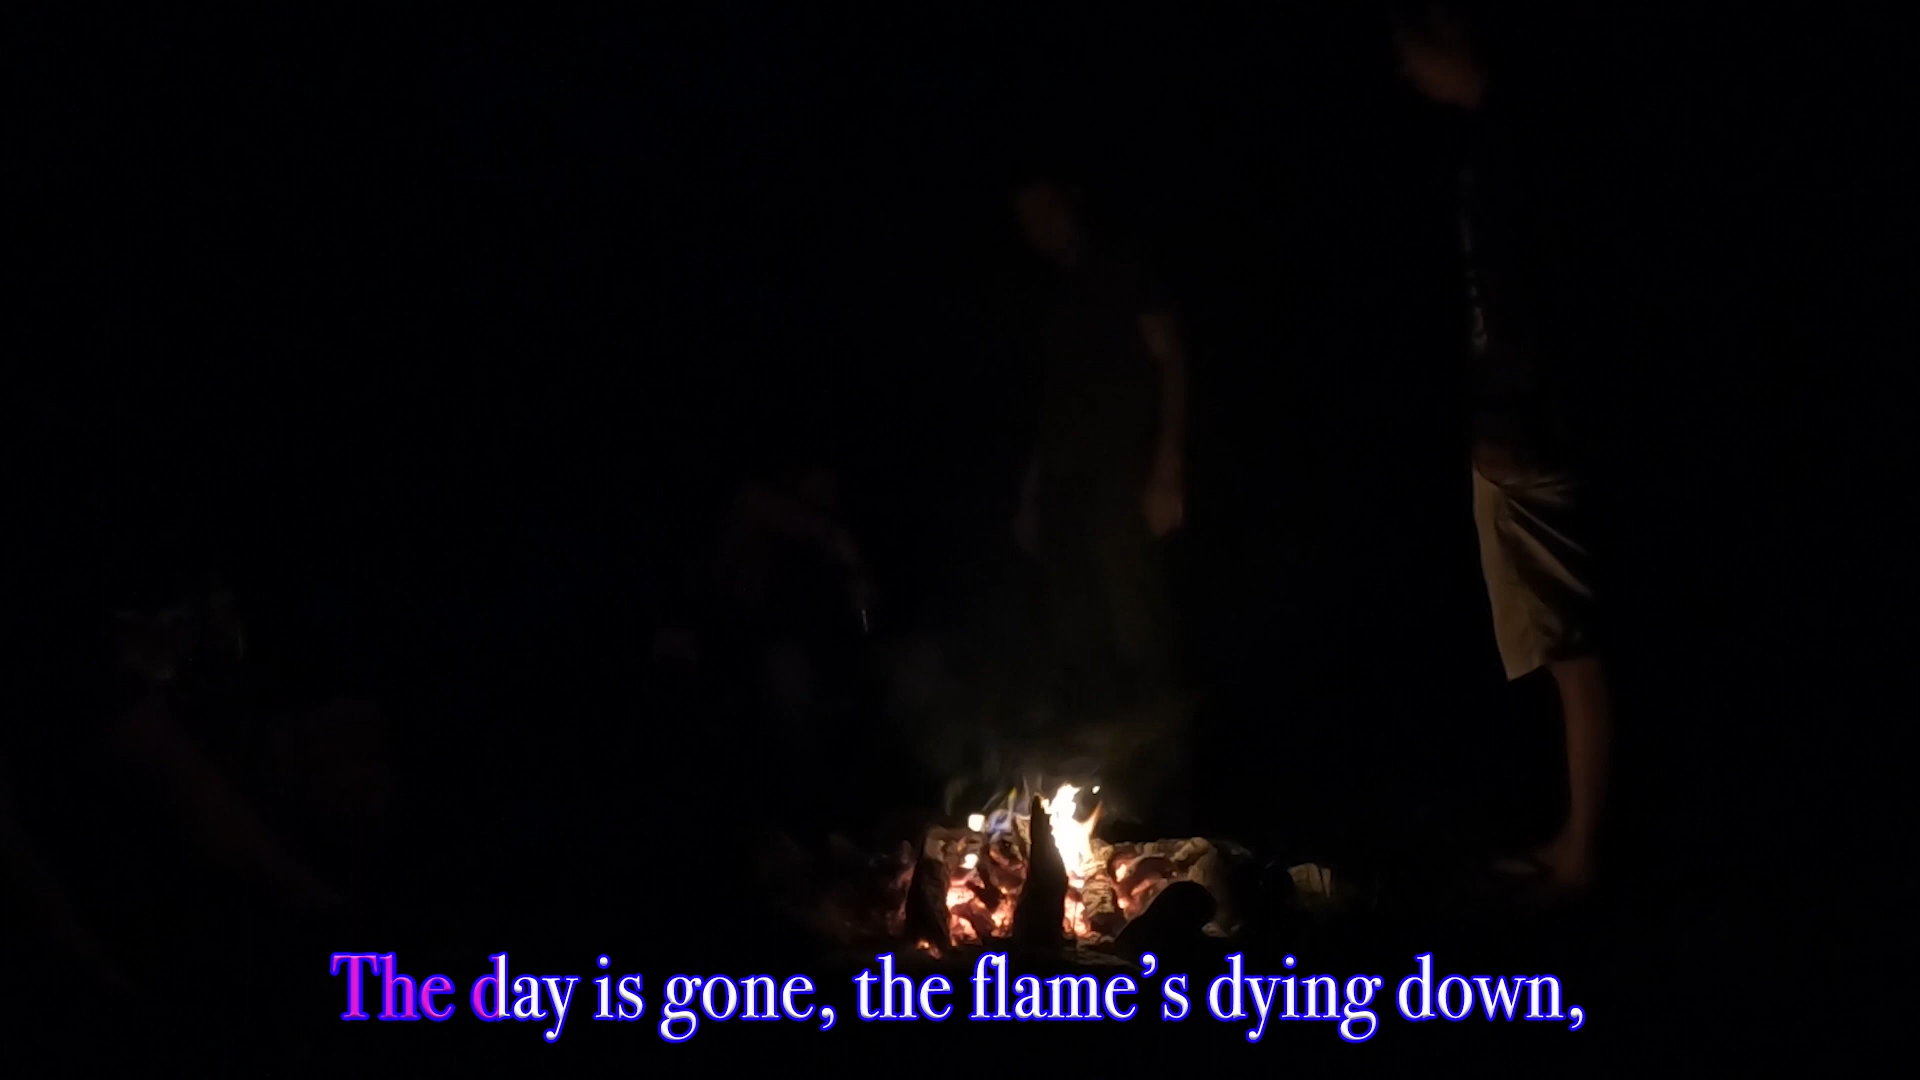 The day is gone, the flame’s dying down,